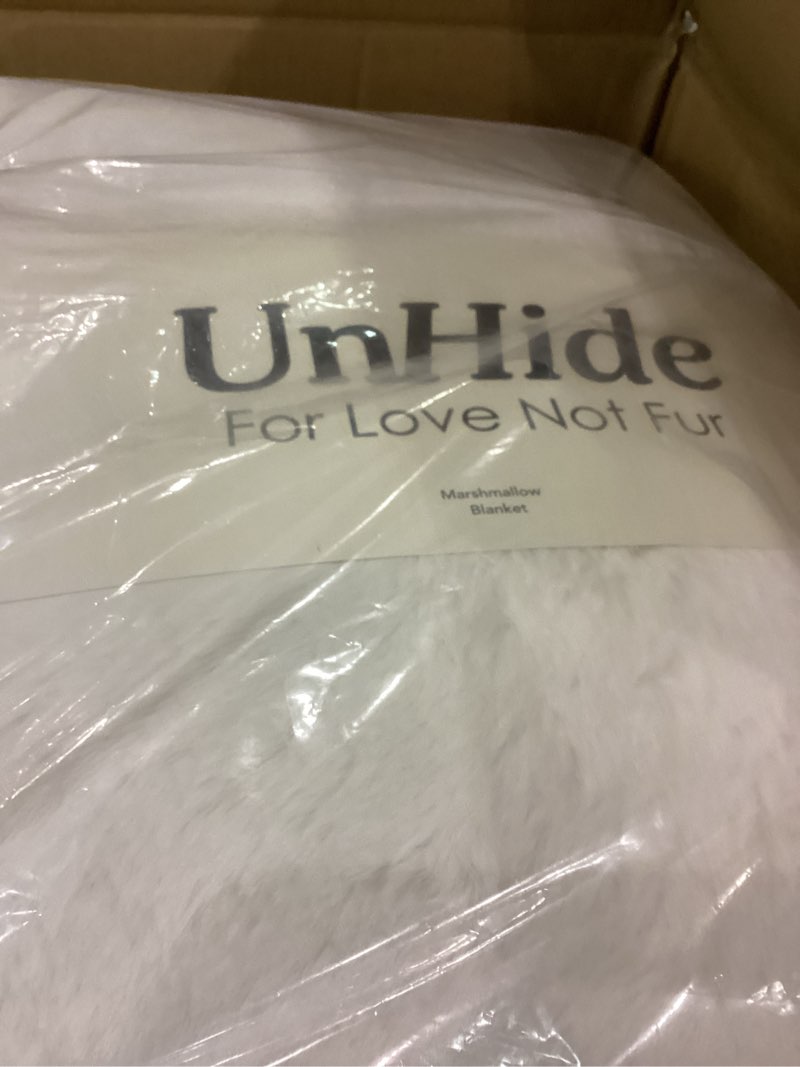 UnHide
For Love Not Fur
Marshmallow
Blanket